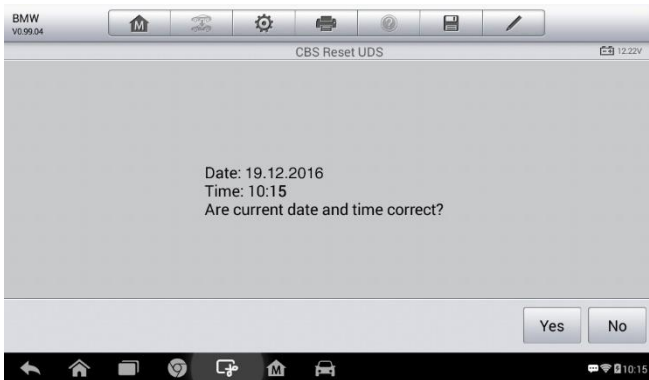 BMW
V0.99.04
M
?
CBS Reset UDS
12.22V
Date: 19.12.2016
Time: 10:15
Are current date and time correct?
Yes No
M
10:15